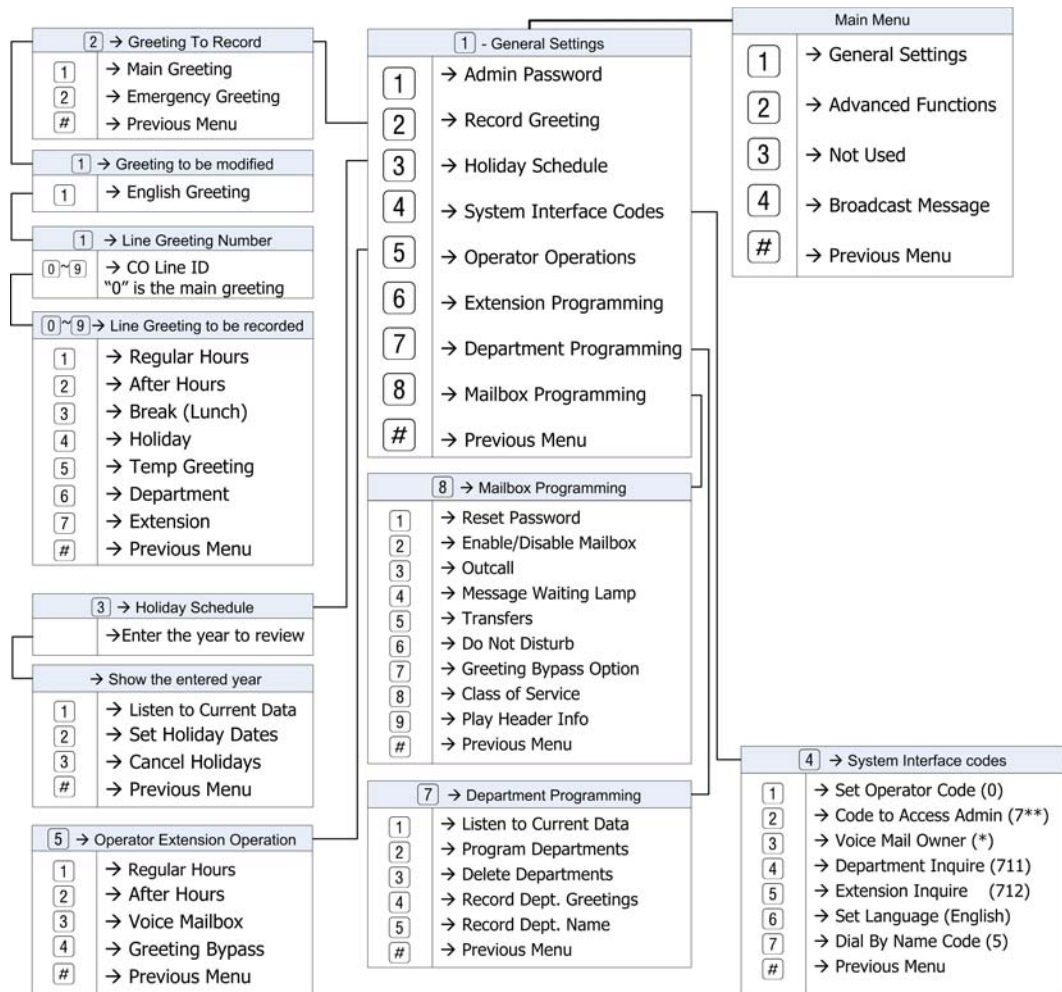 2 → Greeting To Record
1 → Main Greeting
2 → Emergency Greeting
# → Previous Menu
1 → Greeting to be modified
1 → English Greeting
1 → Line Greeting Number
0~9 → CO Line ID
"0" is the main greeting
0~9 → Line Greeting to be recorded
1 → Regular Hours
2 → After Hours
3 → Break (Lunch)
4 → Holiday
5 → Temp Greeting
6 → Department
7 → Extension
# → Previous Menu
3 → Holiday Schedule
→Enter the year to review
→ Show the entered year
1 → Listen to Current Data
2 → Set Holiday Dates
3 → Cancel Holidays
# → Previous Menu
5 → Operator Extension Operation
1 → Regular Hours
2 → After Hours
3 → Voice Mailbox
4 → Greeting Bypass
# → Previous Menu
1 - General Settings
1 → Admin Password
2 → Record Greeting
3 → Holiday Schedule
4 → System Interface Codes
5 → Operator Operations
6 → Extension Programming
7 → Department Programming
8 → Mailbox Programming
# → Previous Menu
8 → Mailbox Programming
1 → Reset Password
2 → Enable/Disable Mailbox
3 → Outcall
4 → Message Waiting Lamp
5 → Transfers
6 → Do Not Disturb
7 → Greeting Bypass Option
8 → Class of Service
9 → Play Header Info
# → Previous Menu
7 → Department Programming
1 → Listen to Current Data
2 → Program Departments
3 → Delete Departments
4 → Record Dept. Greetings
5 → Record Dept. Name
# → Previous Menu
Main Menu
1 → General Settings
2 → Advanced Functions
3 → Not Used
4 → Broadcast Message
# → Previous Menu
4 → System Interface codes
1 → Set Operator Code (0)
2 → Code to Access Admin (7**)
3 → Voice Mail Owner (*)
4 → Department Inquire (711)
5 → Extension Inquire (712)
6 → Set Language (English)
7 → Dial By Name Code (5)
# → Previous Menu